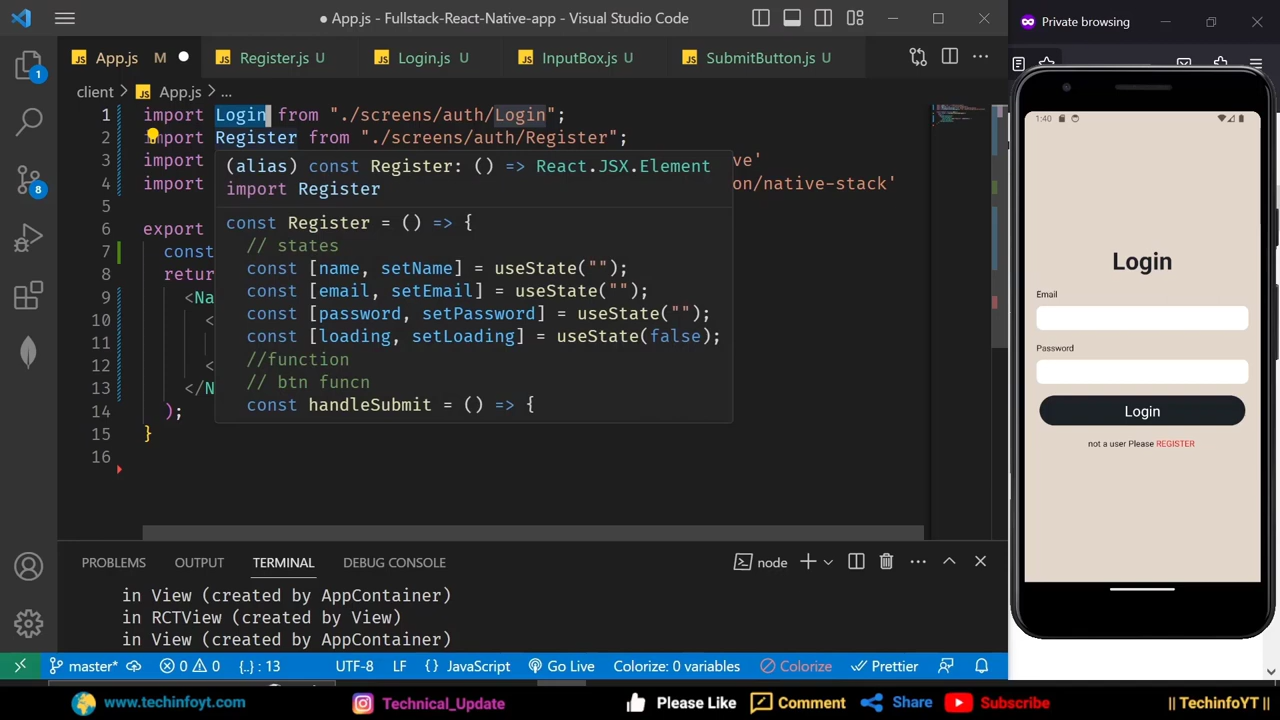 App.js - Fullstack-React-Native-app - Visual Studio Code
Private browsing
App.js M
Register.js U
Login.js U
InputBox.js U
SubmitButton.js U
client > App.js > ...
1 import Login from "./screens/auth/Login";
2 import Register from "./screens/auth/Register";
3 import ve'
4 import on/native-stack'
5
6 export
7 const
8 return
9 <Na
10 <
11
12 <
13 </N
14 );
15 }
16
(alias) const Register: () => React.JSX.Element
import Register
const Register = () => {
// states
const [name, setName] = useState("");
const [email, setEmail] = useState("");
const [password, setPassword] = useState("");
const [loading, setLoading] = useState(false);
//function
// btn funcn
const handleSubmit = () => {
1
8
PROBLEMS OUTPUT TERMINAL DEBUG CONSOLE
node
in View (created by AppContainer)
in RCTView (created by View)
in View (created by AppContainer)
master* 0 0 {..} : 13 UTF-8 LF {} JavaScript Go Live Colorize: 0 variables Colorize Prettier
1:40
Login
Email
Password
Login
not a user Please REGISTER
www.techinfoyt.com Technical_Update Please Like Comment Share Subscribe || TechinfoYT ||